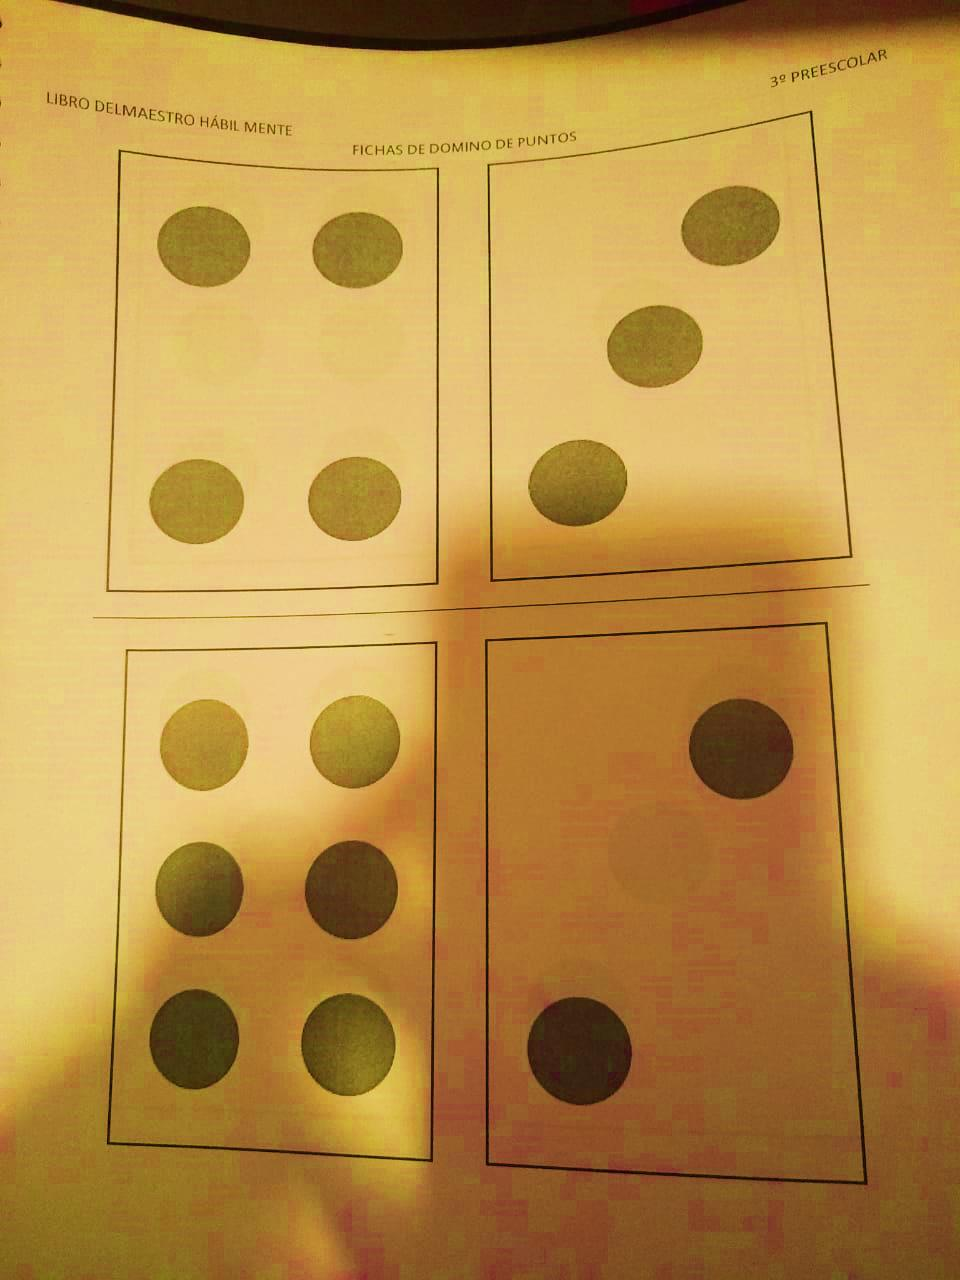 LIBRO DELMAESTRO HÁBIL MENTE
3º PREESCOLAR
FICHAS DE DOMINO DE PUNTOS